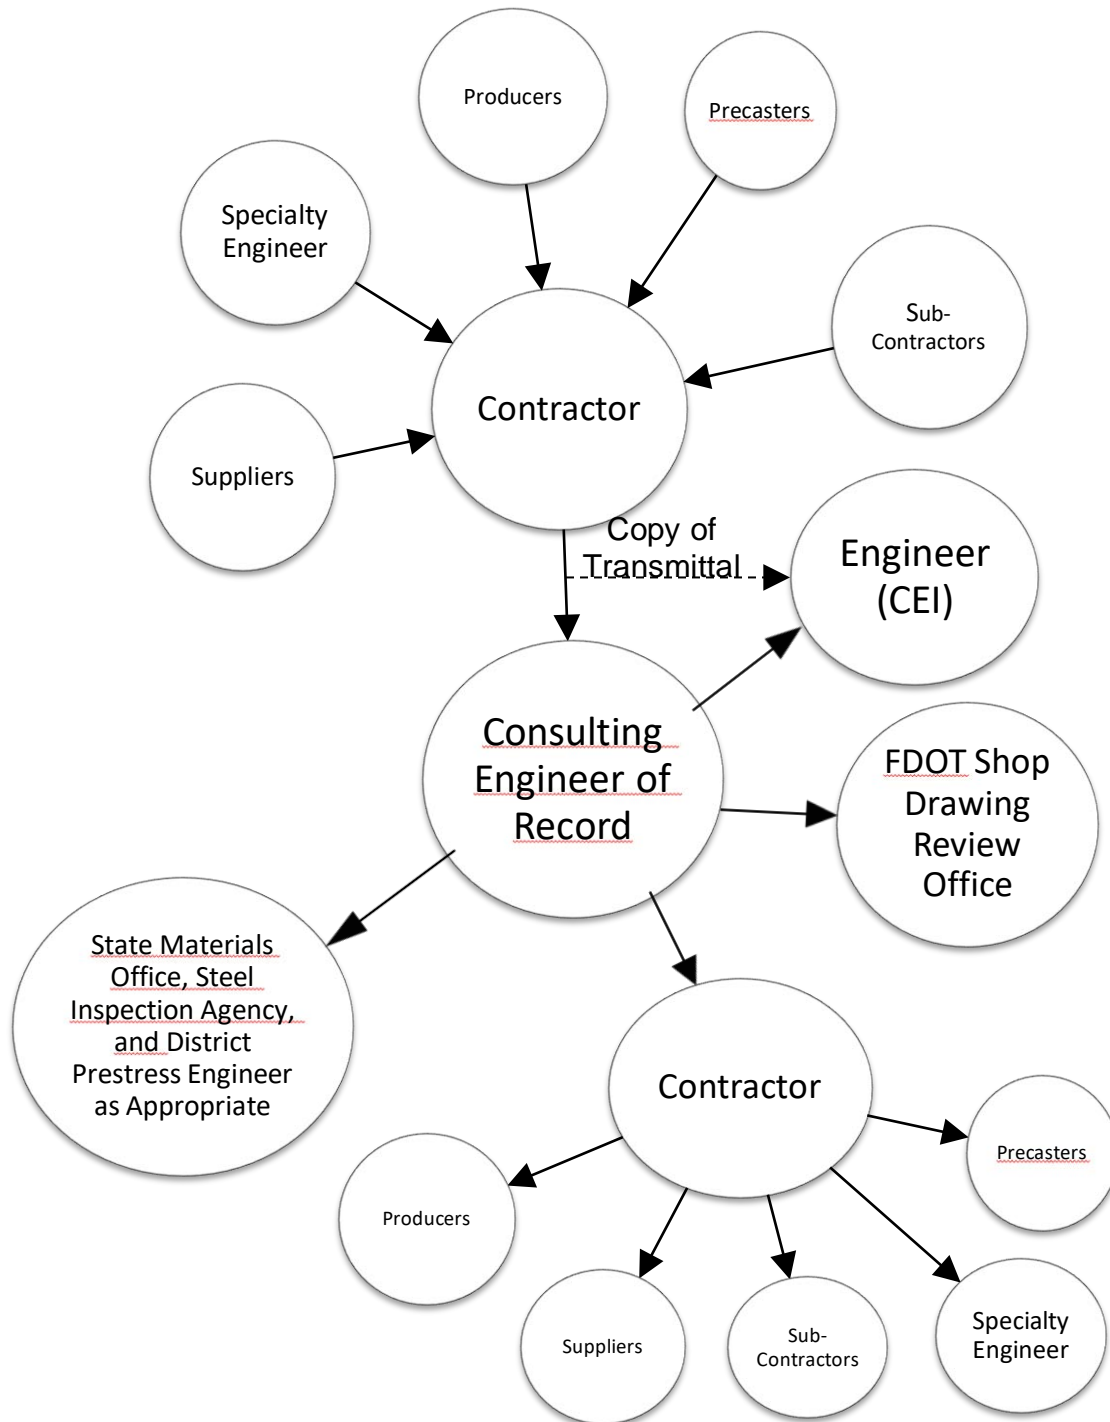 Producers
Precasters
Specialty
Engineer
Sub-
Contractors
Contractor
Suppliers
Copy of
Transmittal
Engineer
(CEI)
Consulting
Engineer of
Record
FDOT Shop
Drawing
Review
Office
State Materials
Office, Steel
Inspection Agency,
and District
Prestress Engineer
as Appropriate
Contractor
Precasters
Producers
Suppliers
Sub-
Contractors
Specialty
Engineer